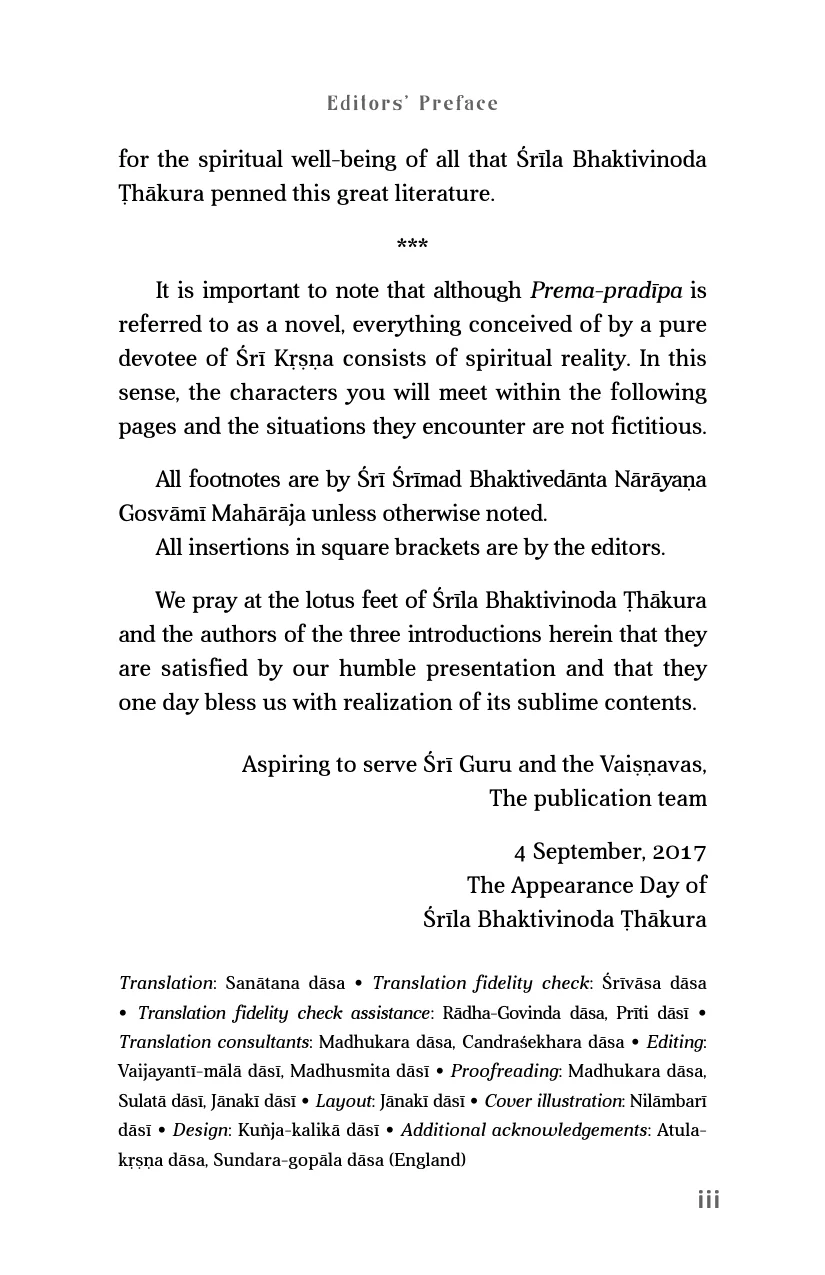 Editors' Preface
for the spiritual well-being of all that Śrīla Bhaktivinoda
Ṭhākura penned this great literature.
***
It is important to note that although Prema-pradīpa is
referred to as a novel, everything conceived of by a pure
devotee of Śrī Kṛṣṇa consists of spiritual reality. In this
sense, the characters you will meet within the following
pages and the situations they encounter are not fictitious.
All footnotes are by Śrī Śrīmad Bhaktivedānta Nārāyaṇa
Gosvāmī Mahārāja unless otherwise noted.
All insertions in square brackets are by the editors.
We pray at the lotus feet of Śrīla Bhaktivinoda Ṭhākura
and the authors of the three introductions herein that they
are satisfied by our humble presentation and that they
one day bless us with realization of its sublime contents.
Aspiring to serve Śrī Guru and the Vaiṣṇavas,
The publication team
4 September, 2017
The Appearance Day of
Śrīla Bhaktivinoda Ṭhākura
Translation: Sanātana dāsa • Translation fidelity check: Śrīvāsa dāsa
• Translation fidelity check assistance: Rādha-Govinda dāsa, Prīti dāsī •
Translation consultants: Madhukara dāsa, Candraśekhara dāsa • Editing:
Vaijayantī-mālā dāsī, Madhusmita dāsī • Proofreading: Madhukara dāsa,
Sulatā dāsī, Jānakī dāsī • Layout: Jānakī dāsī • Cover illustration: Nilāmbarī
dāsī • Design: Kuñja-kalikā dāsī • Additional acknowledgements: Atula-
kṛṣṇa dāsa, Sundara-gopāla dāsa (England)
iii